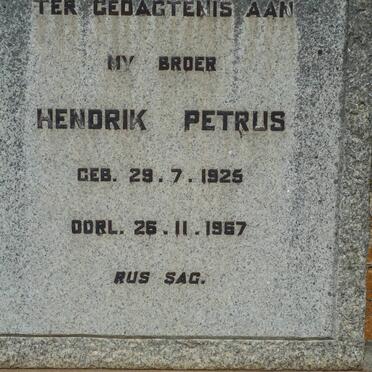 TER GEDAGTENIS AAN
MY BROER
HENDRIK PETRUS
GEB. 29.7.1925
OORL. 26.11.1967
RUS SAG.